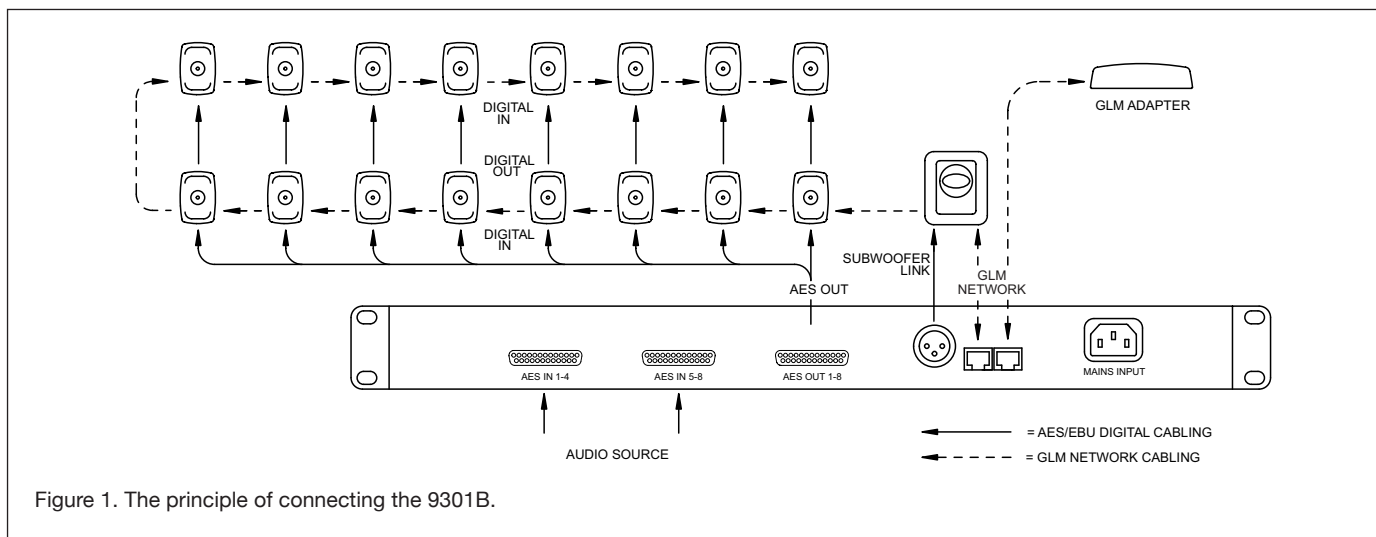 DIGITAL
IN
GLM ADAPTER
DIGITAL
OUT
DIGITAL
IN
SUBWOOFER
LINK
GLM
NETWORK
AES OUT
AES IN 1-4
AES IN 5-8
AES OUT 1-8
MAINS INPUT
AUDIO SOURCE
= AES/EBU DIGITAL CABLING
= GLM NETWORK CABLING
Figure 1. The principle of connecting the 9301B.